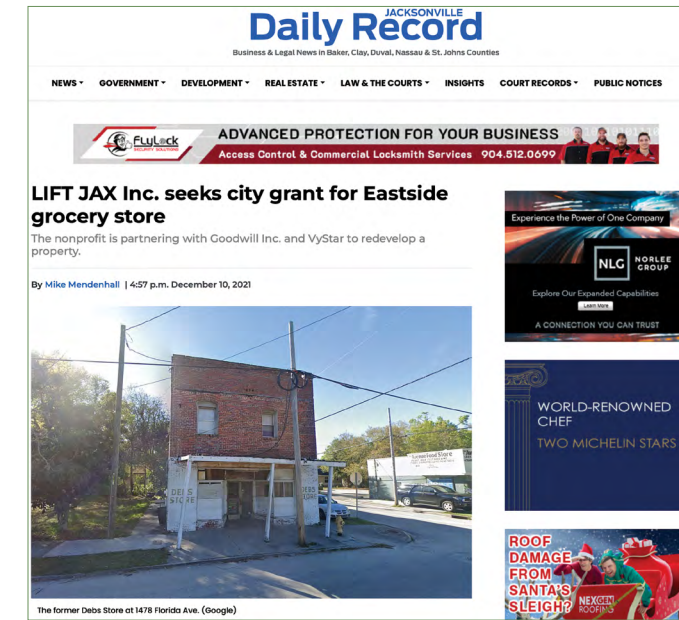 JACKSONVILLE
Daily Record
Business & Legal News in Baker, Clay, Duval, Nassau & St. Johns Counties
NEWS GOVERNMENT DEVELOPMENT REAL ESTATE LAW & THE COURTS INSIGHTS COURT RECORDS PUBLIC NOTICES
FlyLock
SECURITY SOLUTIONS
ADVANCED PROTECTION FOR YOUR BUSINESS
Access Control & Commercial Locksmith Services 904.512.0699
LIFT JAX Inc. seeks city grant for Eastside
grocery store
The nonprofit is partnering with Goodwill Inc. and VyStar to redevelop a
property.
By Mike Mendenhall | 4:57 p.m. December 10, 2021
Food Store
DEBS
STORE
DEBS
The former Debs Store at 1478 Florida Ave. (Google)
Experience the Power of One Company
NLG
NORLEE
GROUP
Explore Our Expanded Capabilities
Learn More
A CONNECTION YOU CAN TRUST
WORLD-RENOWNED
CHEF
TWO MICHELIN STARS
ROOF
DAMAGE
FROM
SANTA'S
SLEIGH?
NEXGEN
ROOFING